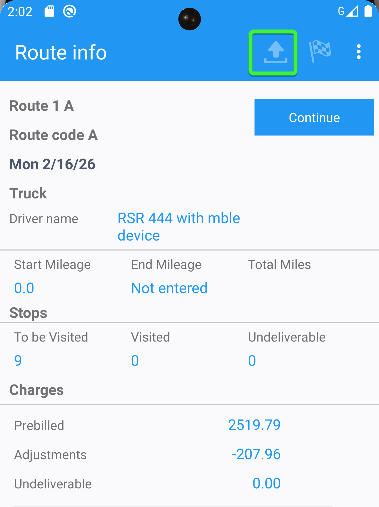 2:02
G
Route info
Route 1 A
Continue
Route code A
Mon 2/16/26
Truck
Driver name
RSR 444 with mble
device
Start Mileage End Mileage Total Miles
0.0 Not entered
Stops
To be Visited Visited Undeliverable
9 0 0
Charges
Prebilled 2519.79
Adjustments -207.96
Undeliverable 0.00